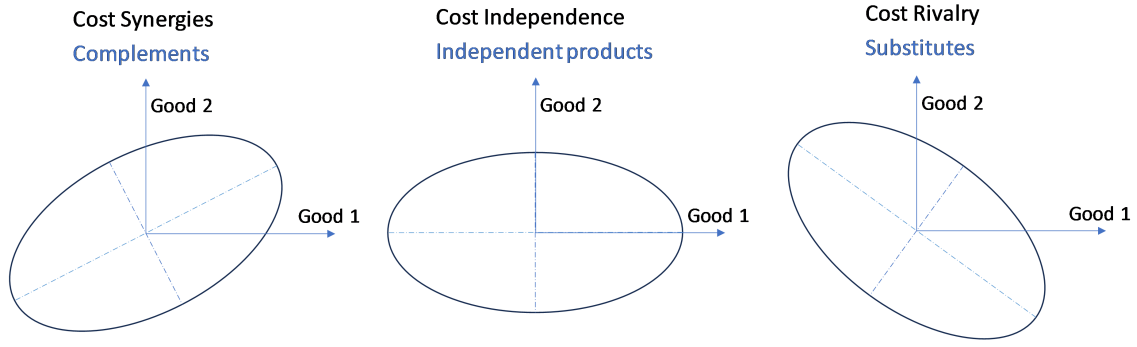 Cost Synergies
Complements
Good 2
Good 1
Cost Independence
Independent products
Good 2
Good 1
Cost Rivalry
Substitutes
Good 2
Good 1